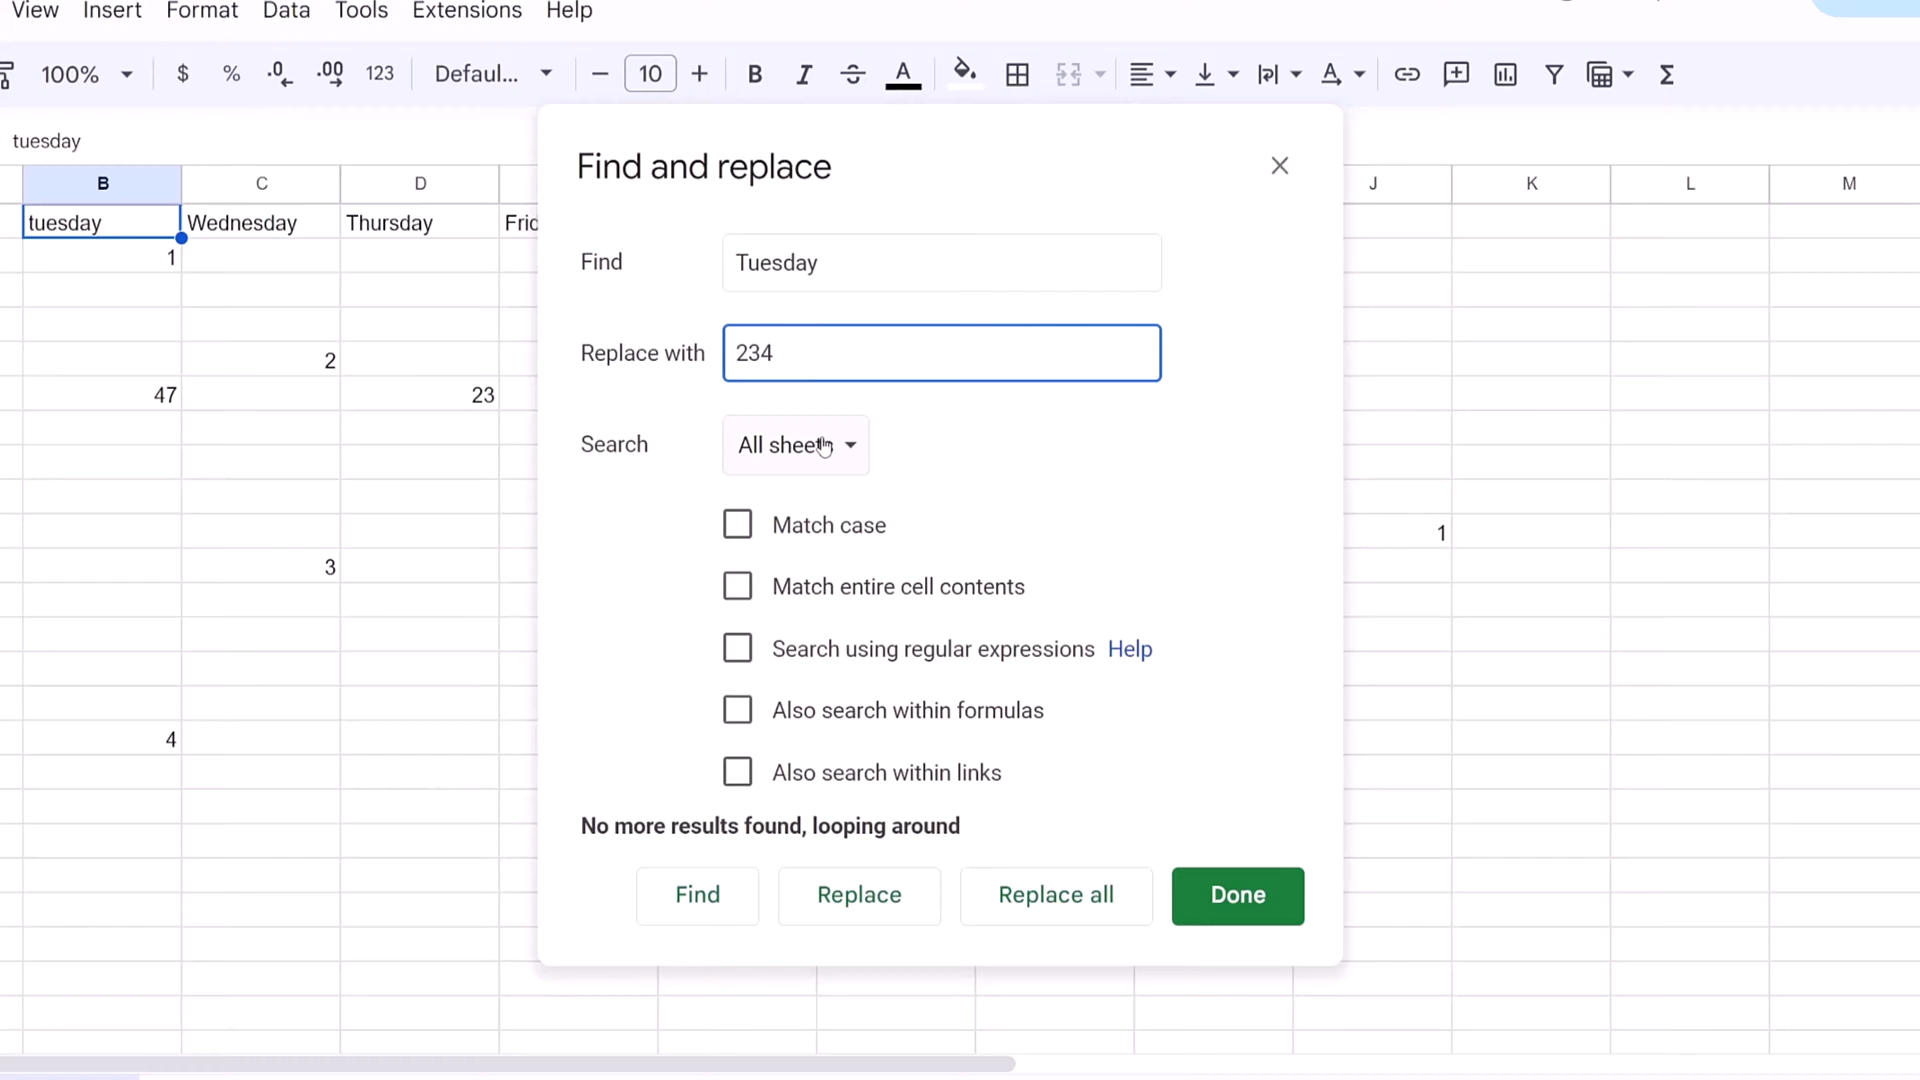 View Insert Format Data Tools Extensions Help
100% $ % .0 .00 123 Defaul... 10 B I A
tuesday
B C D J K L M
tuesday Wednesday Thursday Frid
1
2
47 23
1
3
4
Find and replace
Find Tuesday
Replace with 234
Search All sheets
Match case
Match entire cell contents
Search using regular expressions Help
Also search within formulas
Also search within links
No more results found, looping around
Find Replace Replace all Done